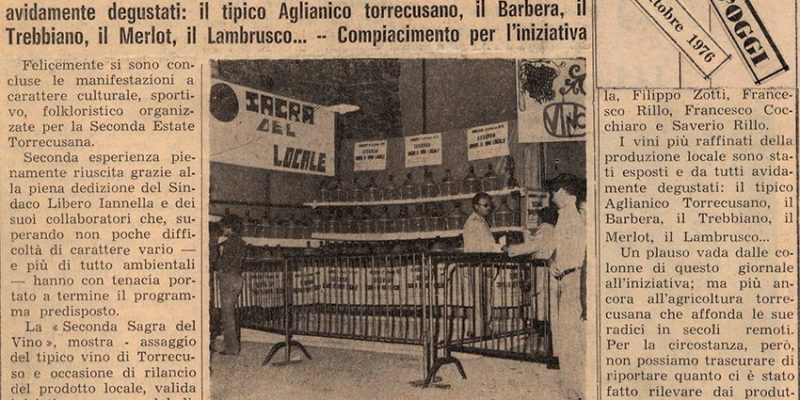 avidamente degustati: il tipico Aglianico torrecusano, il Barbera, il
Trebbiano, il Merlot, il Lambrusco... -- Compiacimento per l'iniziativa
D'OGGI
ottobre 1976
Felicemente si sono con-
cluse le manifestazioni a
carattere culturale, sporti-
vo, folkloristico organiz-
zate per la Seconda Estate
Torrecusana.
Seconda esperienza pie-
namente riuscita grazie al-
la piena dedizione del Sin-
daco Libero Iannella e dei
suoi collaboratori che, su-
perando non poche diffi-
coltà di carattere vario —
e più di tutto ambientali
— hanno con tenacia por-
tato a termine il program-
ma predisposto.
La « Seconda Sagra del
Vino», mostra - assaggio
del tipico vino di Torrecu-
so e occasione di rilancio
del prodotto locale, valida
SAGRA
DEL
LOCALE
VINO
la, Filippo Zotti, France-
sco Rillo, Francesco Coc-
chiaro e Saverio Rillo.
I vini più raffinati della
produzione locale sono sta-
ti esposti e da tutti avida-
mente degustati: il tipico
Aglianico Torrecusano, il
Barbera, il Trebbiano, il
Merlot, il Lambrusco...
Un plauso vada dalle co-
lonne di questo giornale
all'iniziativa; ma più an-
cora all'agricoltura torre-
cusana che affonda le sue
radici in secoli remoti.
Per la circostanza, però,
non possiamo trascurare di
riportare quanto ci è stato
fatto rilevare dai produt-